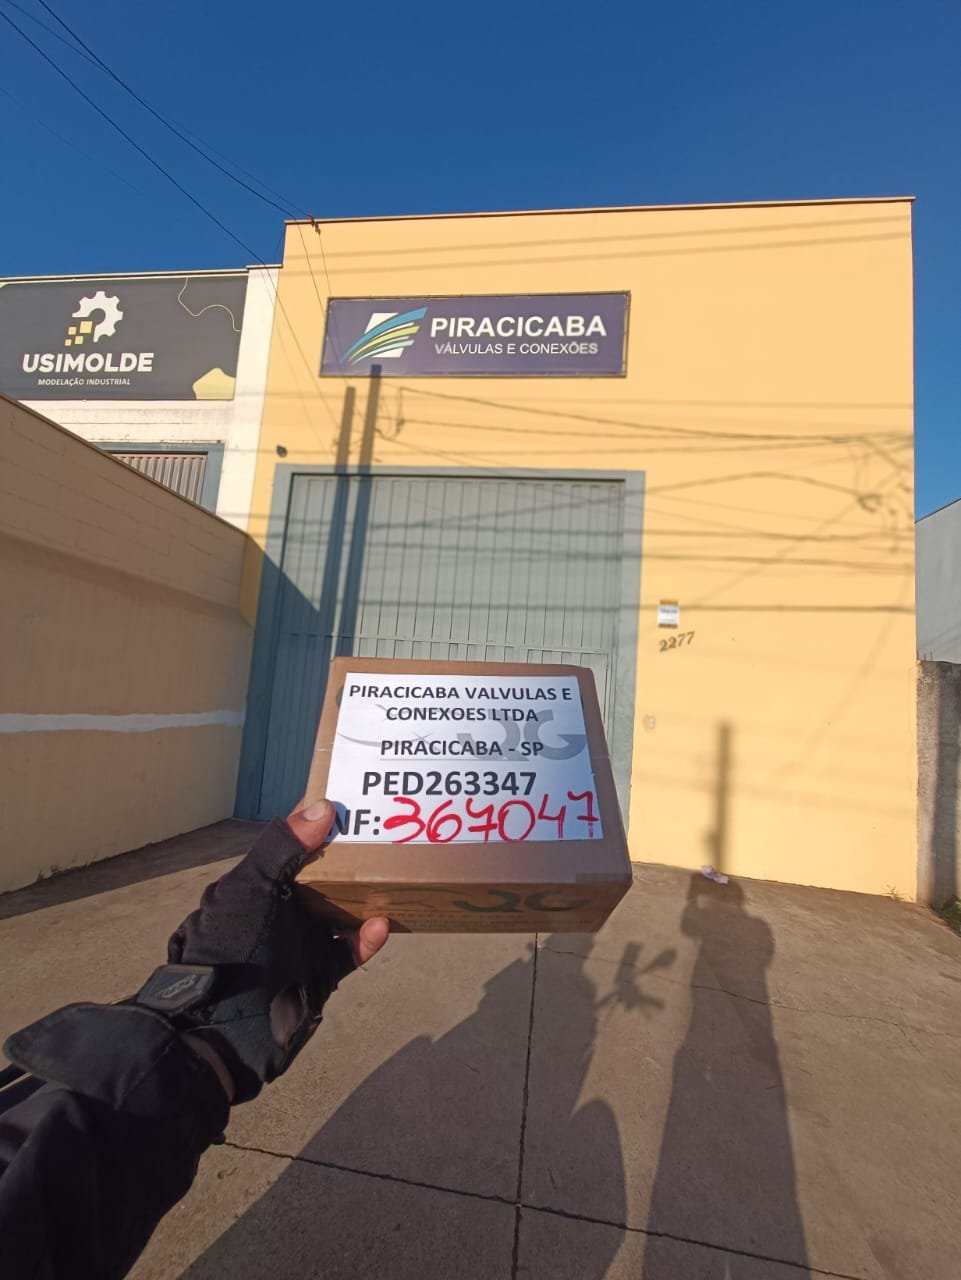 USIMOLDE
MODELAÇÃO INDUSTRIAL
PIRACICABA
VÁLVULAS E CONEXÕES
2277
PIRACICABA VALVULAS E
CONEXOES LTDA
PIRACICABA - SP
PED263347
NF:367047